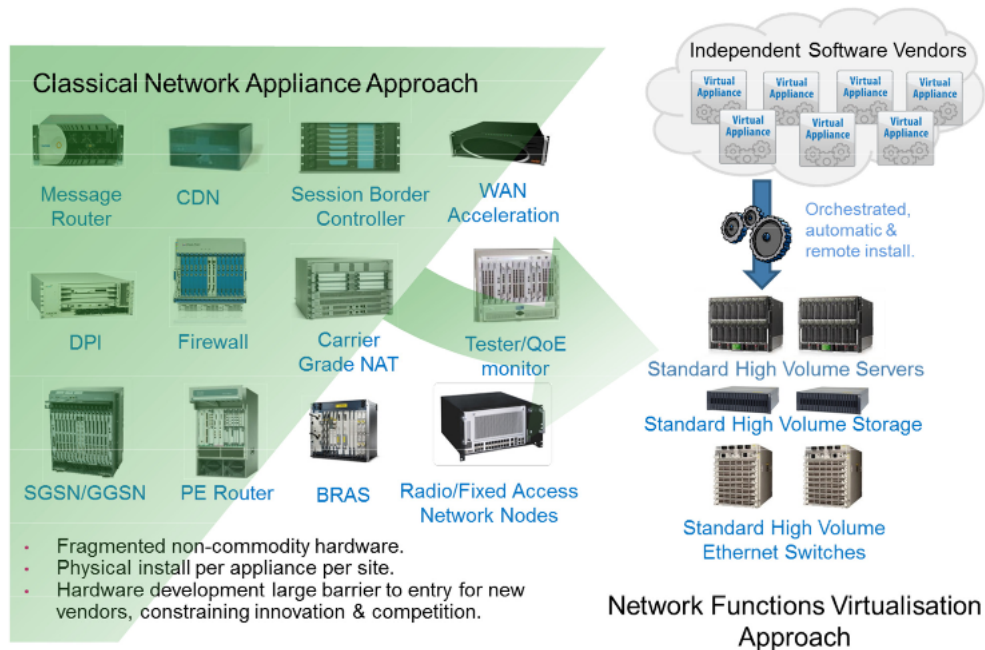 Classical Network Appliance Approach
Message
Router
CDN
Session Border
Controller
WAN
Acceleration
DPI
Firewall
Carrier
Grade NAT
Tester/QoE
monitor
SGSN/GGSN
PE Router
BRAS
Radio/Fixed Access
Network Nodes
• Fragmented non-commodity hardware.
• Physical install per appliance per site.
• Hardware development large barrier to entry for new
vendors, constraining innovation & competition.
Independent Software Vendors
Virtual
Appliance
Virtual
Appliance
Virtual
Appliance
Virtual
Appliance
Virtual
Appliance
Virtual
Appliance
Virtual
Appliance
Orchestrated,
automatic &
remote install.
Standard High Volume Servers
Standard High Volume Storage
Standard High Volume
Ethernet Switches
Network Functions Virtualisation
Approach